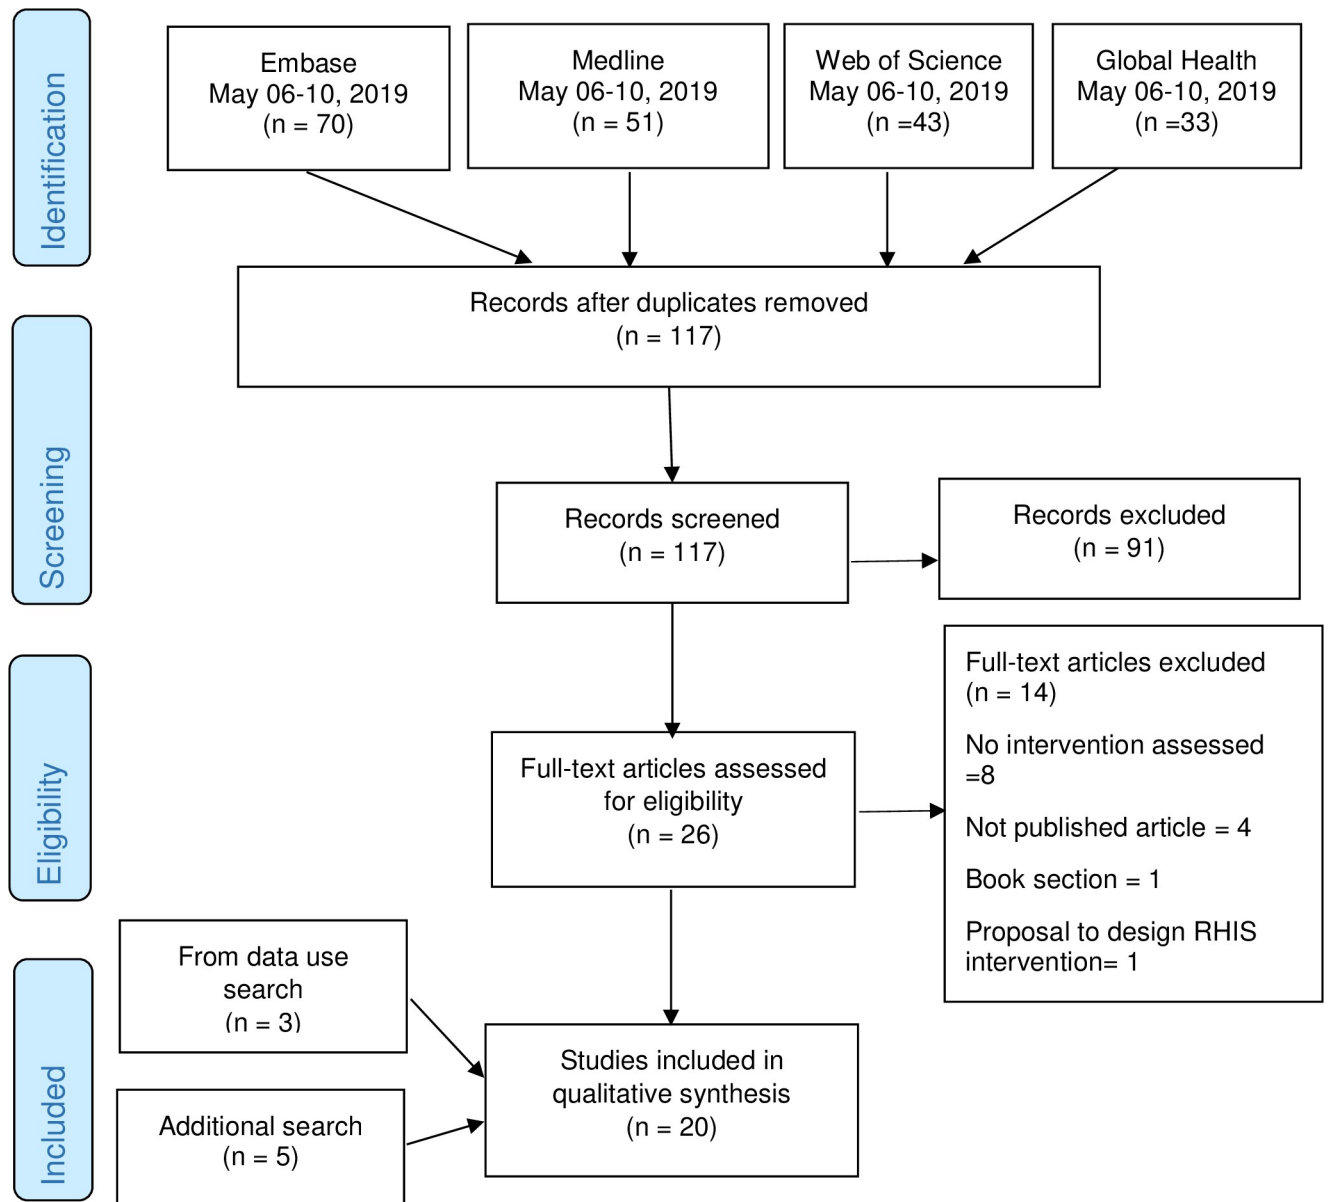 Identification
Embase
May 06-10, 2019
(n = 70)
Medline
May 06-10, 2019
(n = 51)
Web of Science
May 06-10, 2019
(n =43)
Global Health
May 06-10, 2019
(n =33)
Records after duplicates removed
(n = 117)
Screening
Records screened
(n = 117)
Records excluded
(n = 91)
Eligibility
Full-text articles assessed
for eligibility
(n = 26)
Full-text articles excluded
(n = 14)
No intervention assessed
=8
Not published article = 4
Book section = 1
Proposal to design RHIS
intervention= 1
Included
From data use
search
(n = 3)
Additional search
(n = 5)
Studies included in
qualitative synthesis
(n = 20)